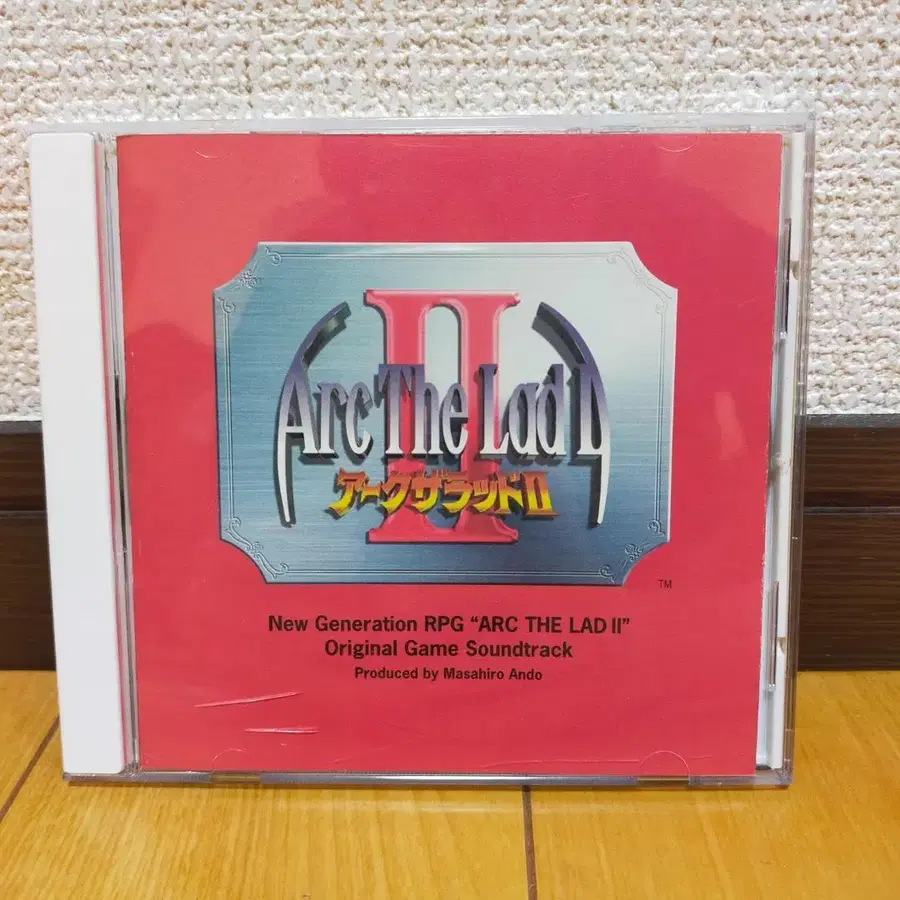 II
Arc The Lad II
アークザラッドII
TM
New Generation RPG “ARC THE LAD II”
Original Game Soundtrack
Produced by Masahiro Ando